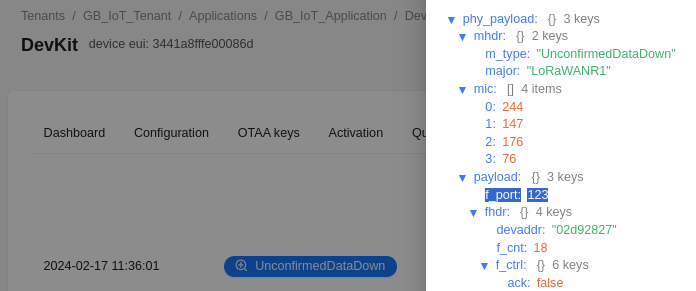 Tenants / GB_IoT_Tenant / Applications / GB_IoT_Application / Dev
DevKit device eui: 3441a8fffe00086d
Dashboard Configuration OTAA keys Activation Qu
2024-02-17 11:36:01 UnconfirmedDataDown
▼ phy_payload: {} 3 keys
▼ mhdr: {} 2 keys
m_type: "UnconfirmedDataDown"
major: "LoRaWANR1"
▼ mic: [] 4 items
0: 244
1: 147
2: 176
3: 76
▼ payload: {} 3 keys
f_port: 123
▼ fhdr: {} 4 keys
devaddr: "02d92827"
f_cnt: 18
▼ f_ctrl: {} 6 keys
ack: false